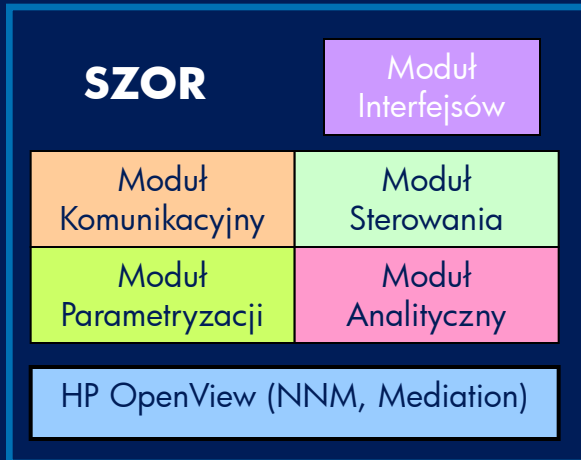 SZOR
Moduł
Interfejsów
Moduł
Komunikacyjny
Moduł
Sterowania
Moduł
Parametryzacji
Moduł
Analityczny
HP OpenView (NNM, Mediation)